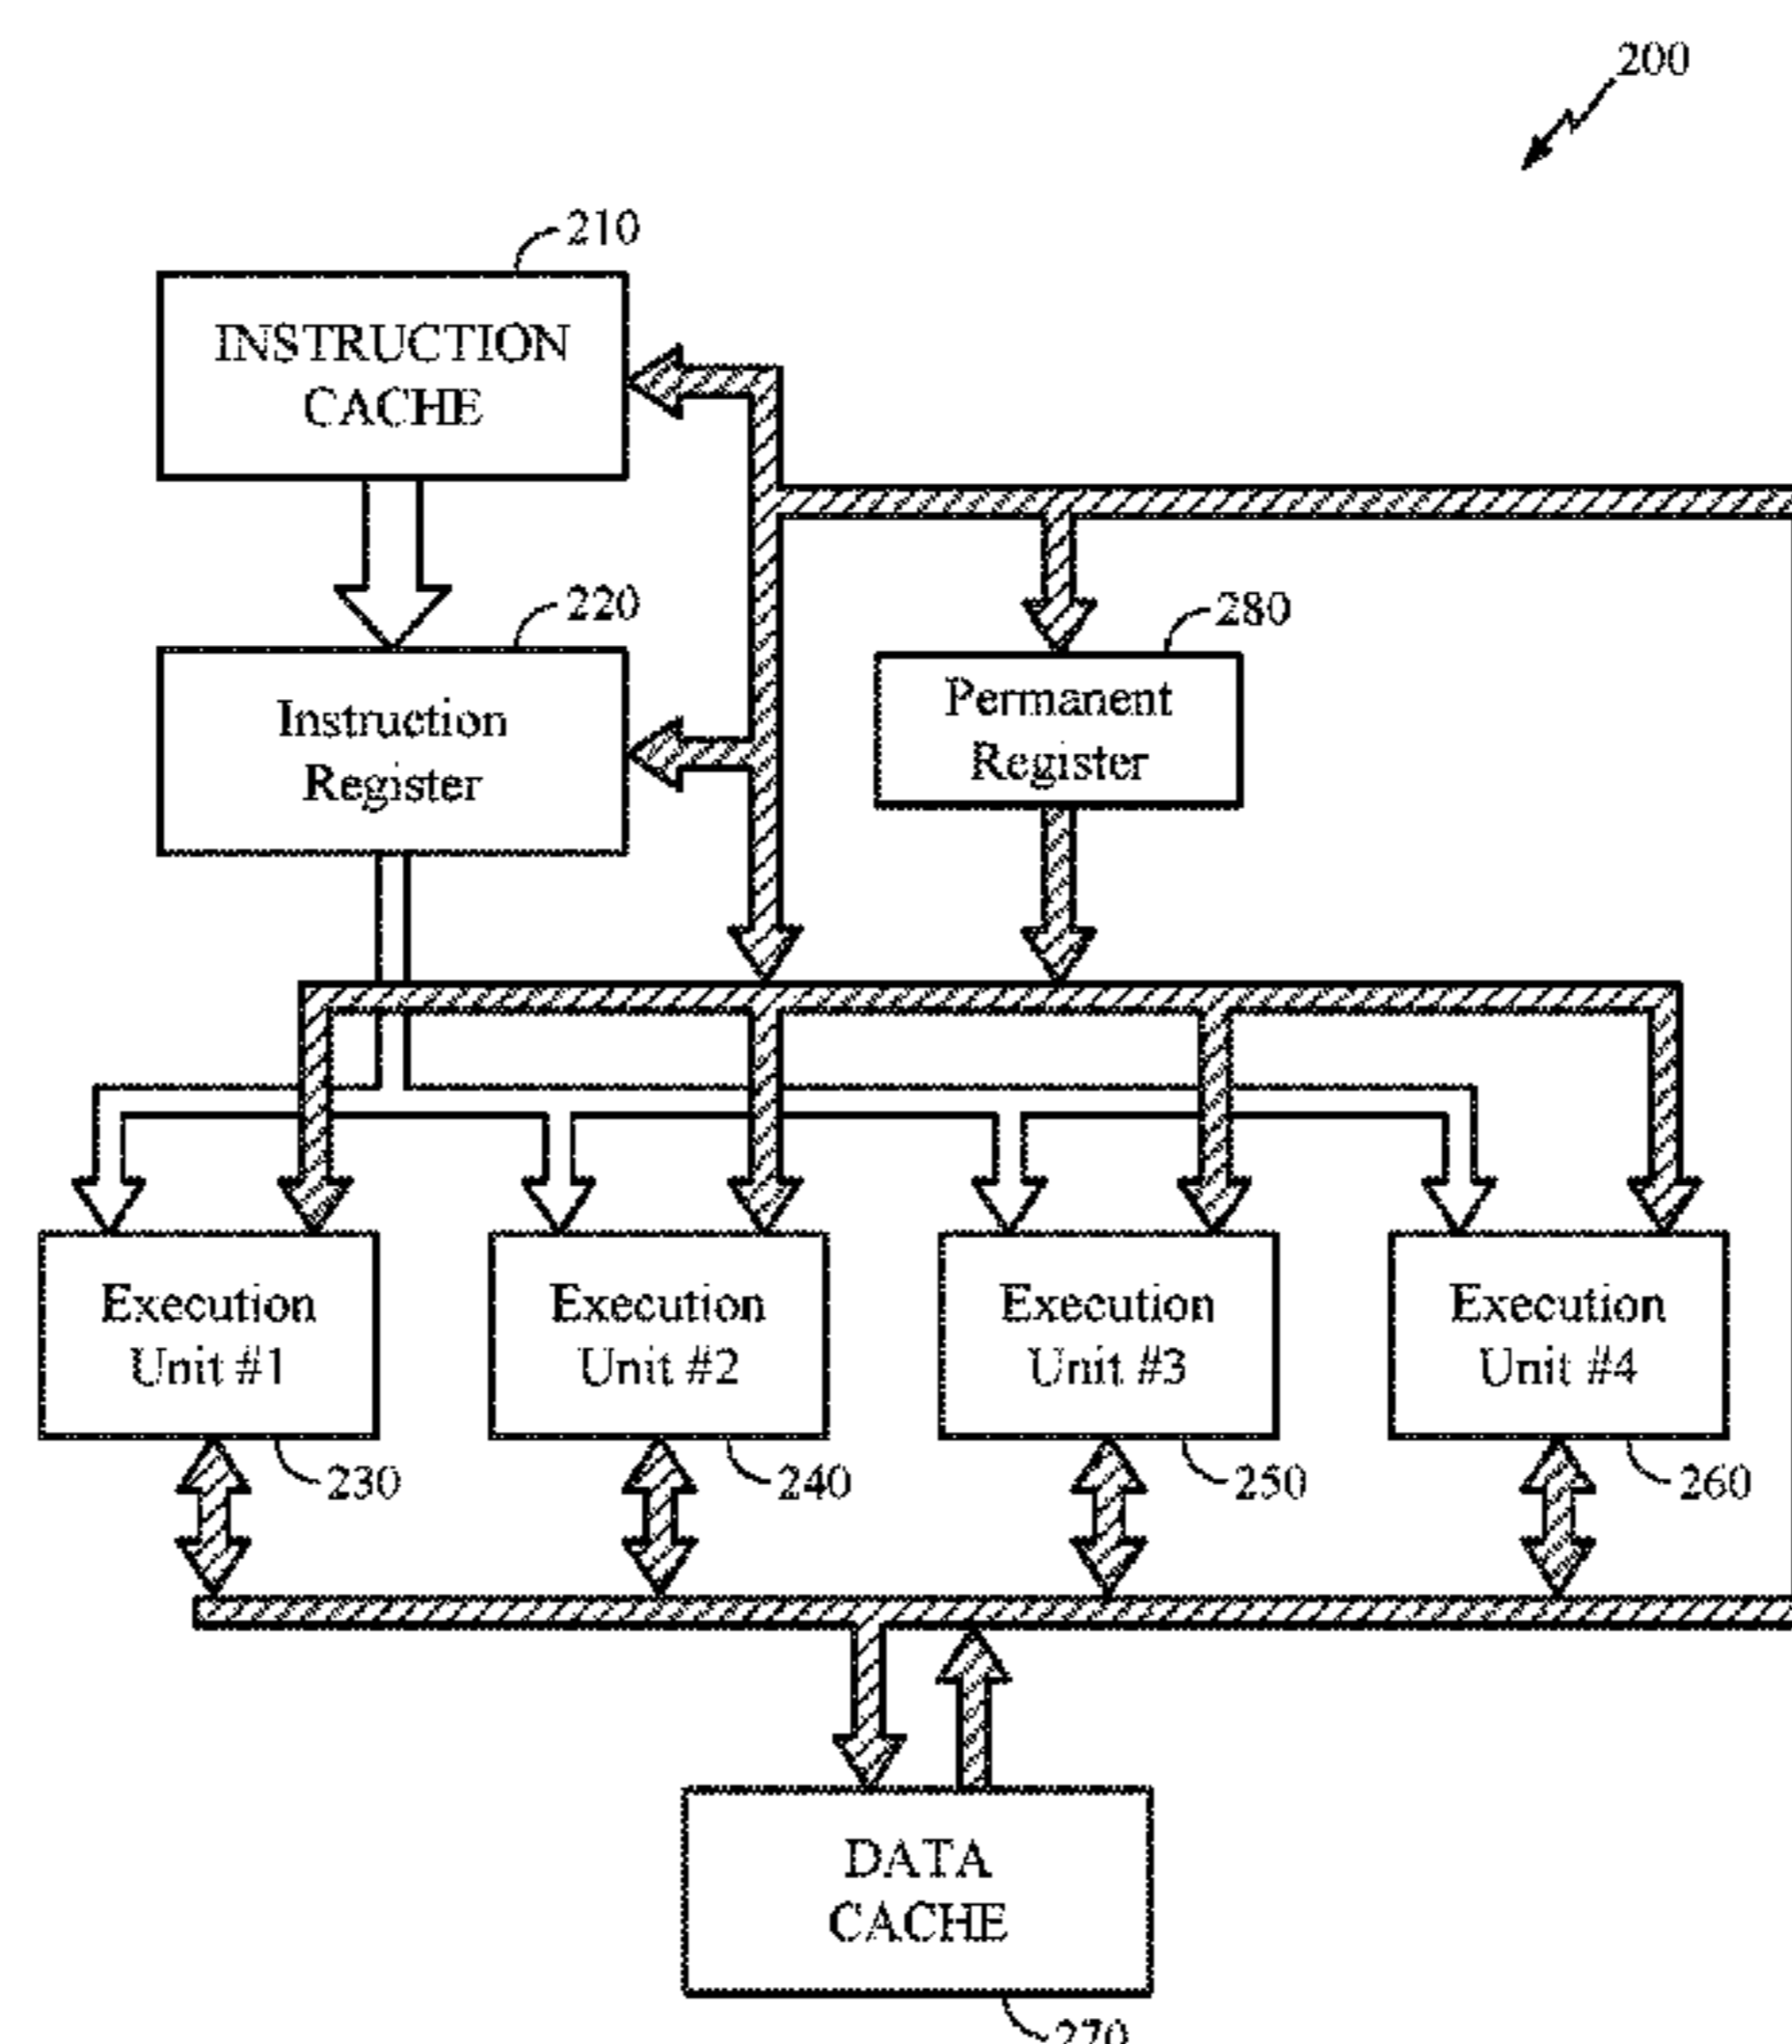 200
210
INSTRUCTION
CACHE
220
Instruction
Register
280
Permanent
Register
Execution
Unit #1
Execution
Unit #2
Execution
Unit #3
Execution
Unit #4
230
240
250
260
DATA
CACHE
270